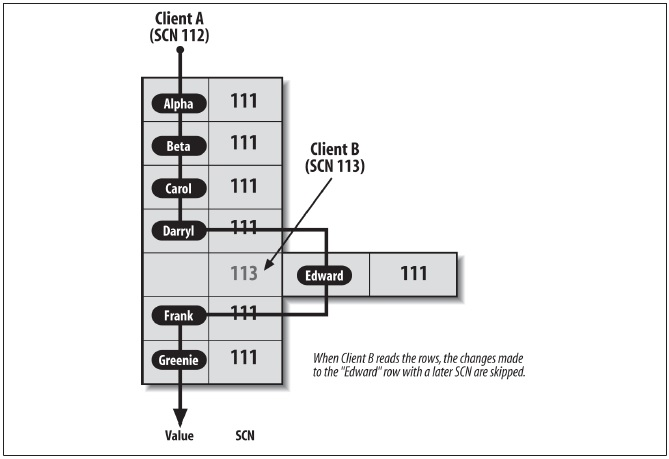 Client A
(SCN 112)
Alpha 111
Beta 111
Client B
(SCN 113)
Carol 111
Darryl 111
113 Edward 111
Frank 111
Greenie 111
When Client B reads the rows, the changes made
to the "Edward" row with a later SCN are skipped.
Value SCN